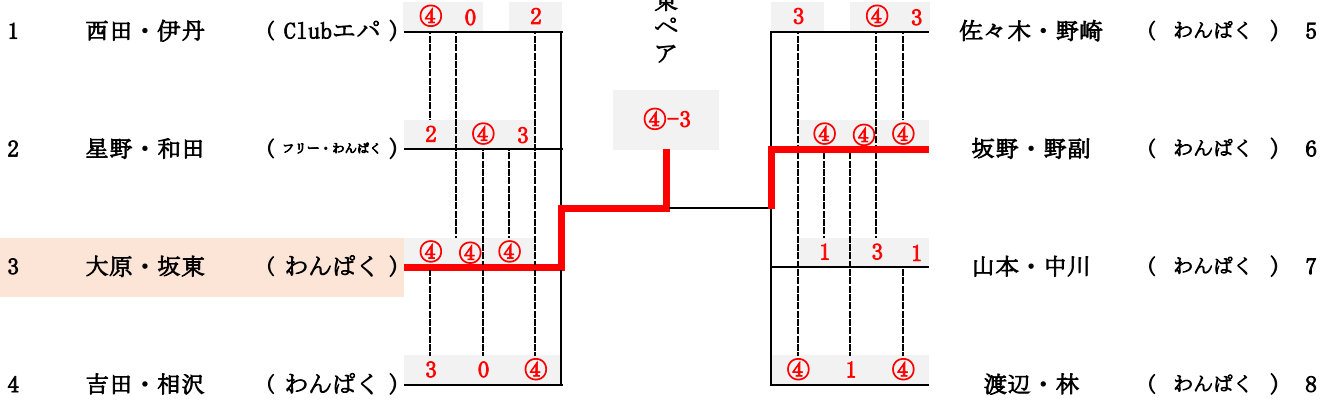 東ペア
④ 0 2
1 西田・伊丹 ( Clubエパ )
3 ④ 3
佐々木・野崎 ( わんぱく ) 5
④-3
2 ④ 3
2 星野・和田 ( フリー・わんぱく )
④ ④ ④
坂野・野副 ( わんぱく ) 6
④ ④ ④
3 大原・坂東 ( わんぱく )
1 3 1
山本・中川 ( わんぱく ) 7
3 0 ④
4 吉田・相沢 ( わんぱく )
④ 1 ④
渡辺・林 ( わんぱく ) 8